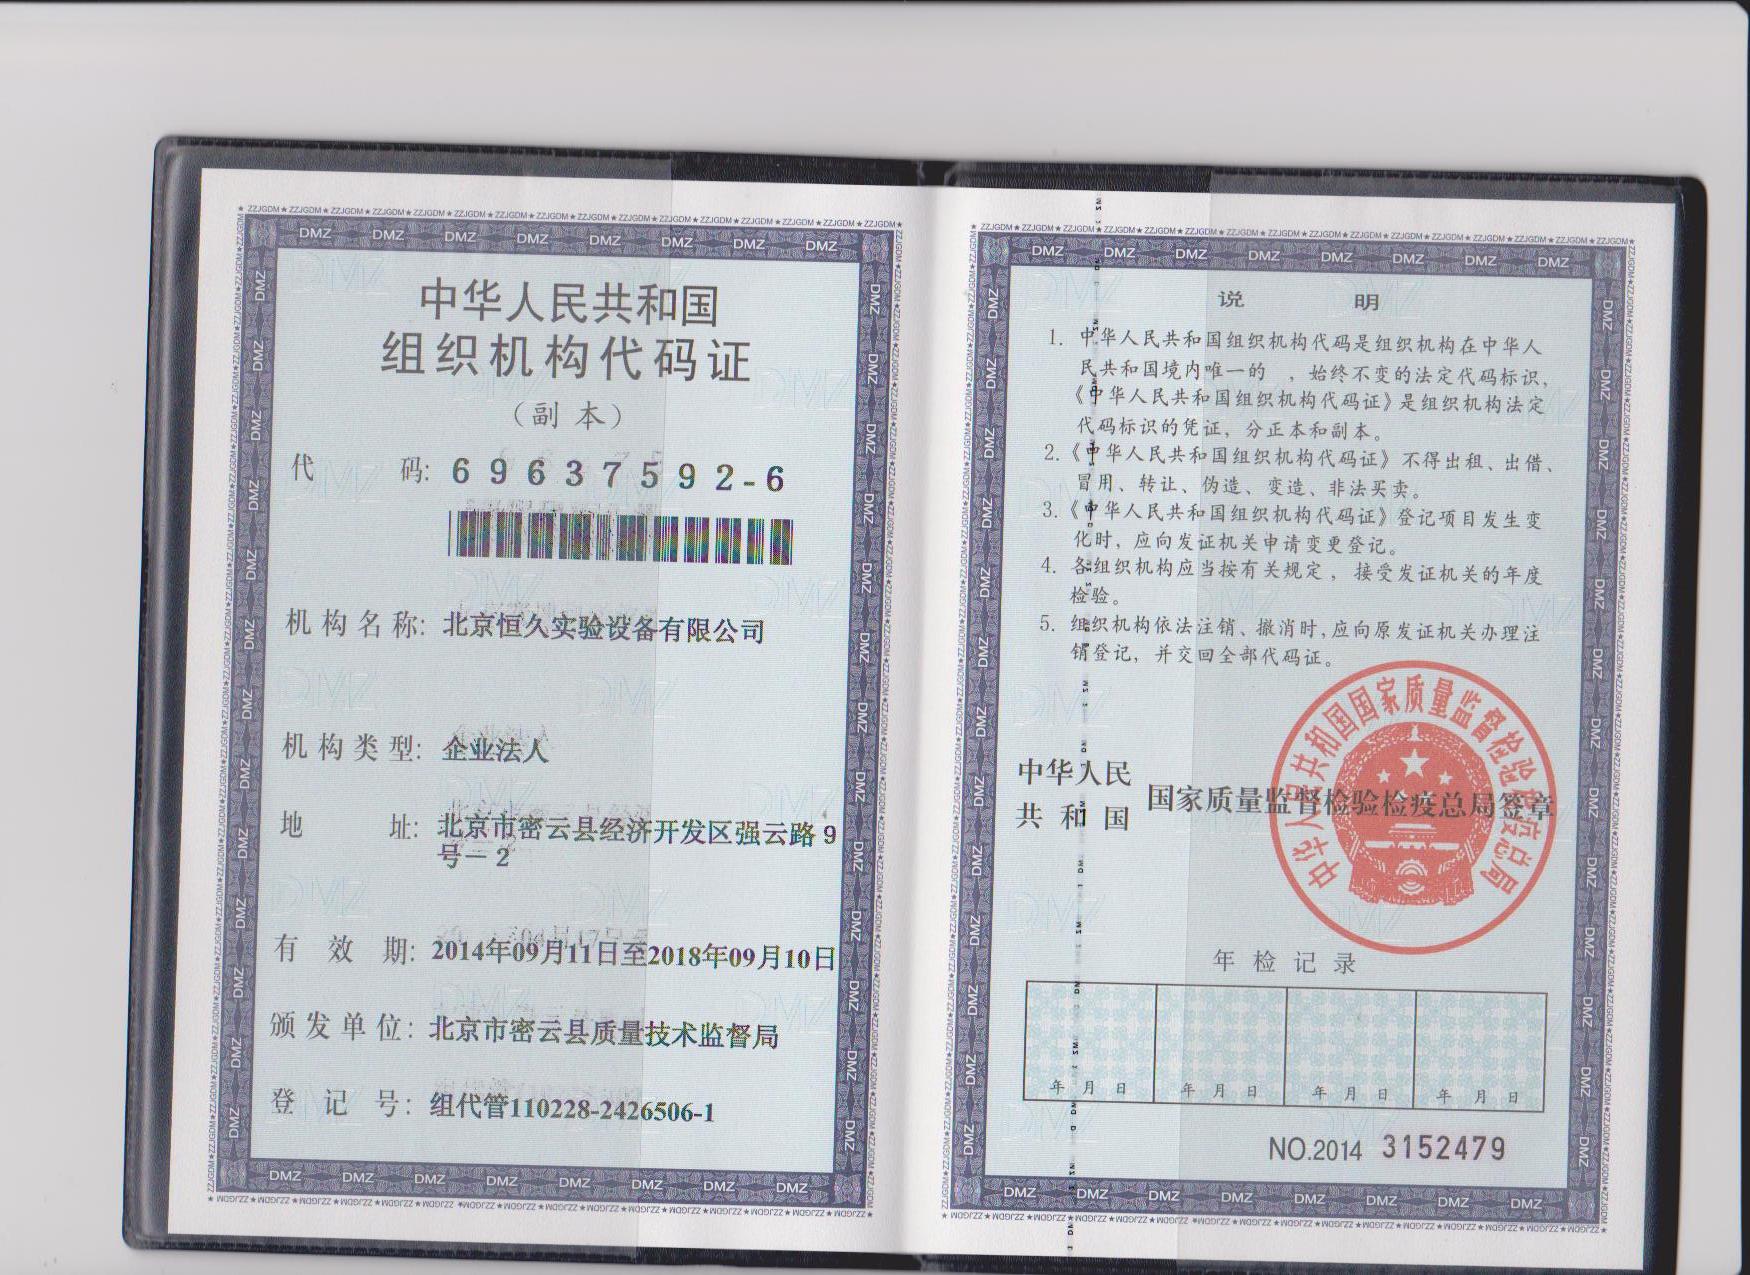 中华人民共和国
组织机构代码证
（副本）
代 码: 69637592-6
机构名称: 北京恒久实验设备有限公司
机构类型: 企业法人
地 址: 北京市密云县经济开发区强云路9
号－2
有 效 期: 2014年09月11日至2018年09月10日
颁发单位: 北京市密云县质量技术监督局
登 记 号: 组代管110228-2426506-1
说 明
1. 中华人民共和国组织机构代码是组织机构在中华人
民共和国境内唯一的 ，始终不变的法定代码标识，
《中华人民共和国组织机构代码证》是组织机构法定
代码标识的凭证，分正本和副本。
2.《中华人民共和国组织机构代码证》不得出租、出借、
冒用、转让、伪造、变造、非法买卖。
3.《中华人民共和国组织机构代码证》登记项目发生变
化时，应向发证机关申请变更登记。
4. 各组织机构应当按有关规定，接受发证机关的年度
检验。
5. 组织机构依法注销、撤消时,应向原发证机关办理注
销登记，并交回全部代码证。
中华人民
共和国
国家质量监督检验检疫总局签章
中华人民共和国国家质量监督检验检疫总局
年检记录
年 月 日 年 月 日 年 月 日 年 月 日
NO.2014 3152479